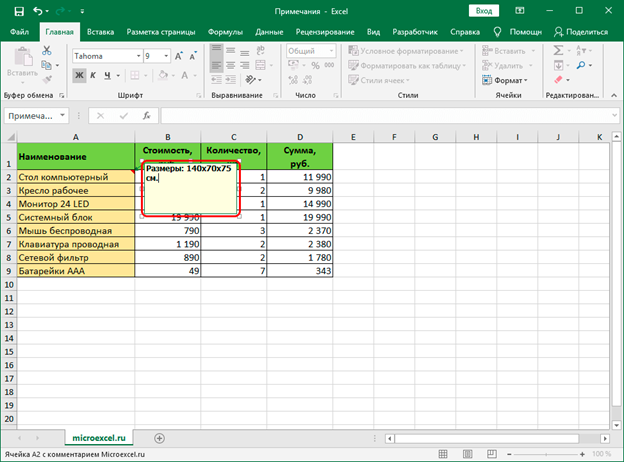 Примечания - Excel
Вход
Файл Главная Вставка Разметка страницы Формулы Данные Рецензирование Вид Разработчик Справка Помощн Поделиться
Вставить
Tahoma 9
Общий
Условное форматирование
Форматировать как таблицу
Стили ячеек
Вставить
Удалить
Формат
Буфер обмена Шрифт Выравнивание Число Стили Ячейки Редактирован...
Примеча...
fx
A B C D E F G H I J K
1 Наименование Стоимость, Количество, Сумма,
руб.
2 Стол компьютерный 1 11 990
3 Кресло рабочее 2 9 980
4 Монитор 24 LED 1 14 990
5 Системный блок 19 990 1 19 990
6 Мышь беспроводная 790 3 2 370
7 Клавиатура проводная 1 190 2 2 380
8 Сетевой фильтр 890 2 1 780
9 Батарейки ААА 49 7 343
Размеры: 140x70x75
см.
10
11
12
13
14
15
16
17
18
19
20
microexcel.ru
Ячейка A2 с комментарием Microexcel.ru
100 %